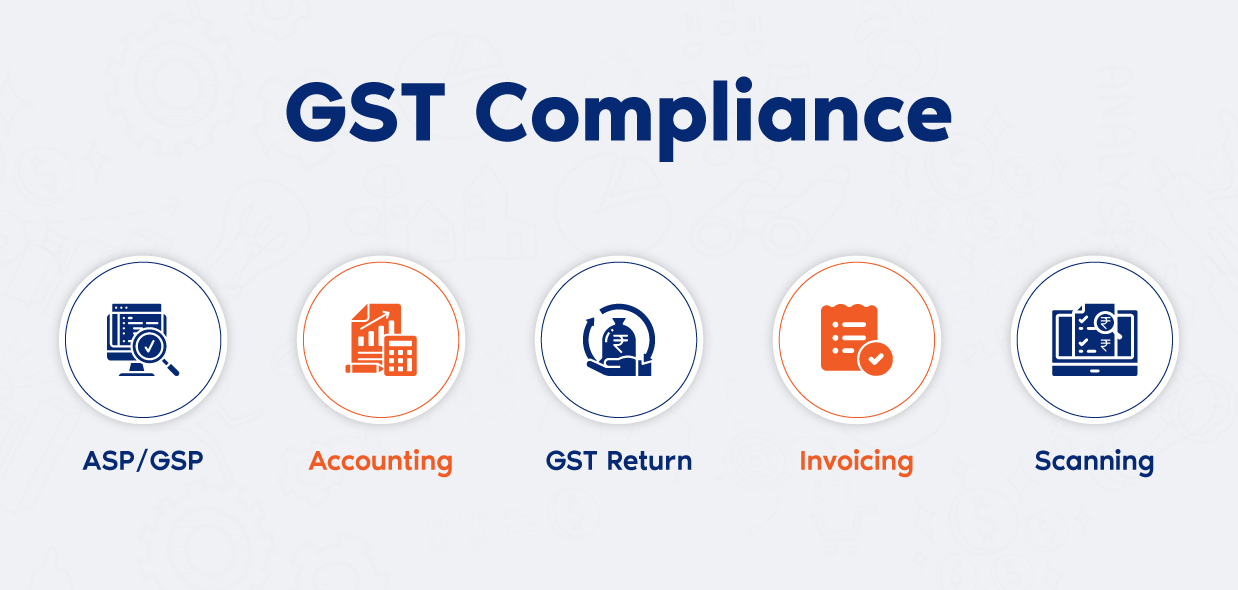 GST Compliance
ASP/GSP
Accounting
GST Return
Invoicing
Scanning